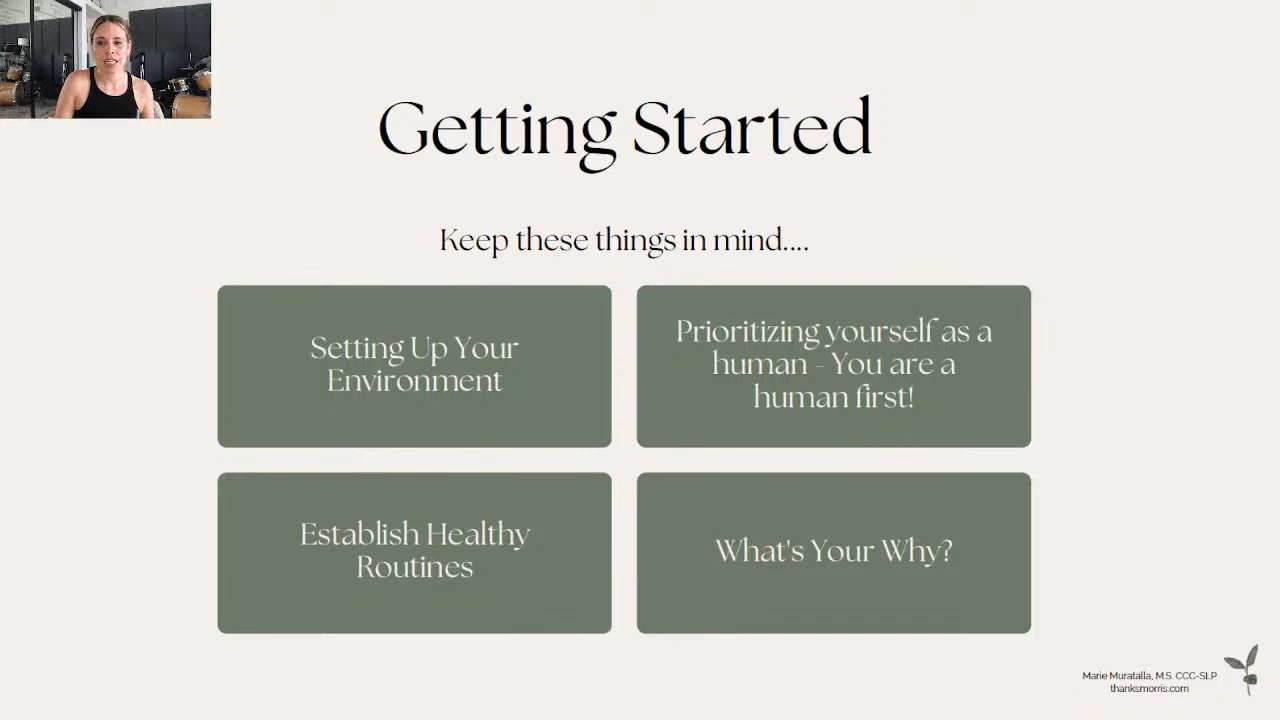 Getting Started
Keep these things in mind....
Setting Up Your
Environment
Prioritizing yourself as a
human - You are a
human first!
Establish Healthy
Routines
What's Your Why?
Marie Muratalla, M.S. CCC-SLP
thanksmorris.com